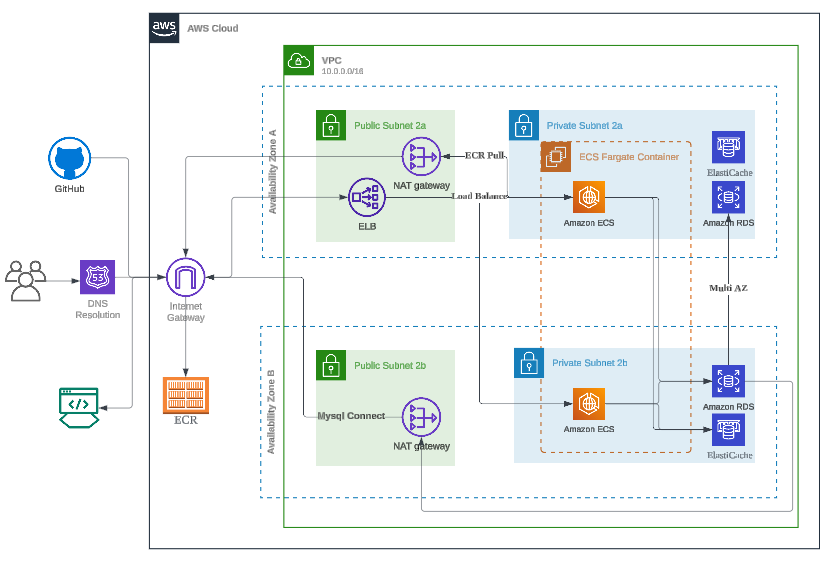 aws
AWS Cloud
VPC
10.0.0.0/16
Availability Zone A
Public Subnet 2a
NAT gateway
ELB
ECR Pull
Load Balance
Private Subnet 2a
ECS Fargate Container
Amazon ECS
ElastiCache
Amazon RDS
GitHub
53
DNS
Resolution
Internet
Gateway
ECR
Multi AZ
Availability Zone B
Public Subnet 2b
Mysql Connect
NAT gateway
Private Subnet 2b
Amazon ECS
Amazon RDS
ElastiCache